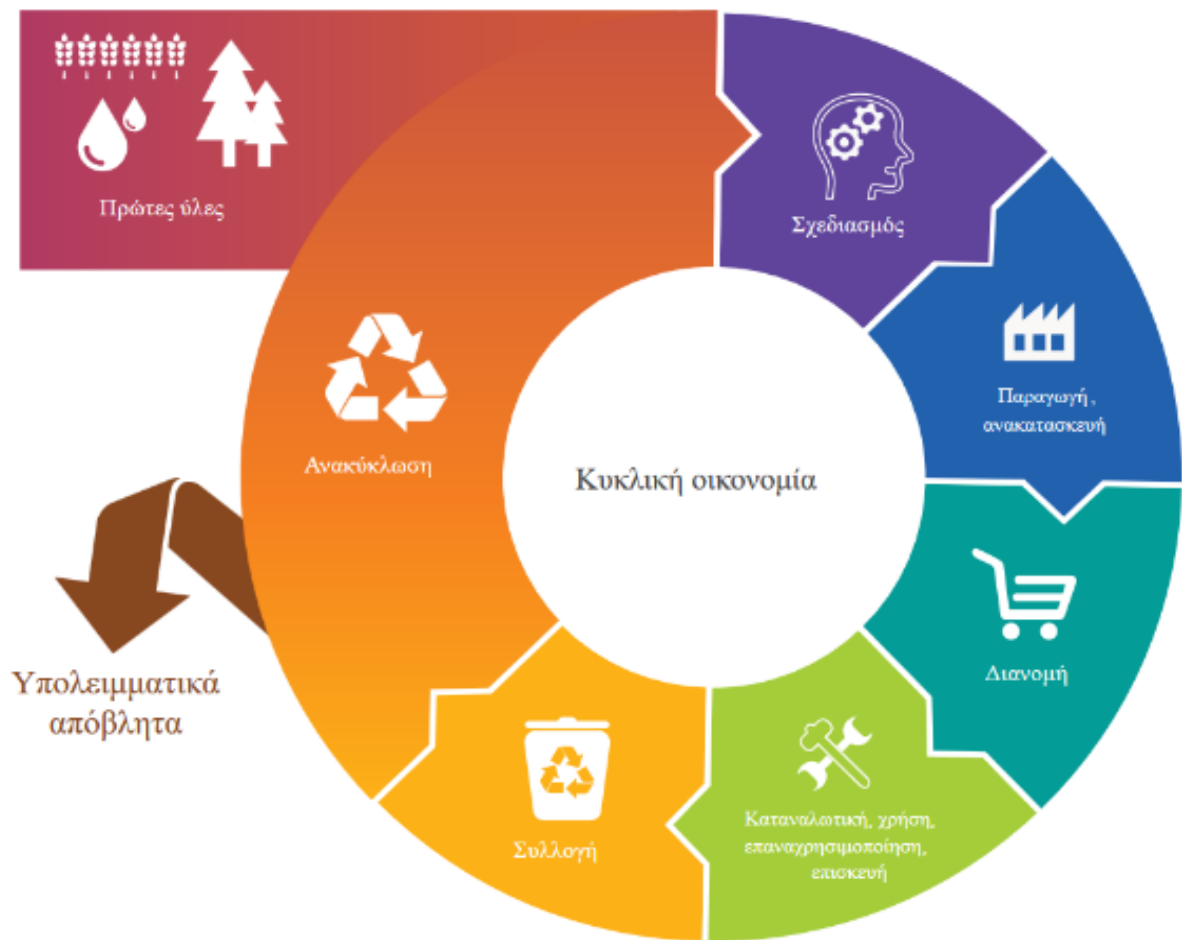 Πρώτες ύλες
Σχεδιασμός
Παραγωγή ,
ανακατασκευή
Ανακύκλωση
Κυκλική οικονομία
Διανομή
Υπολειμματικά
απόβλητα
Καταναλωτική, χρήση,
επαναχρησιμοποίηση,
επισκευή
Συλλογή